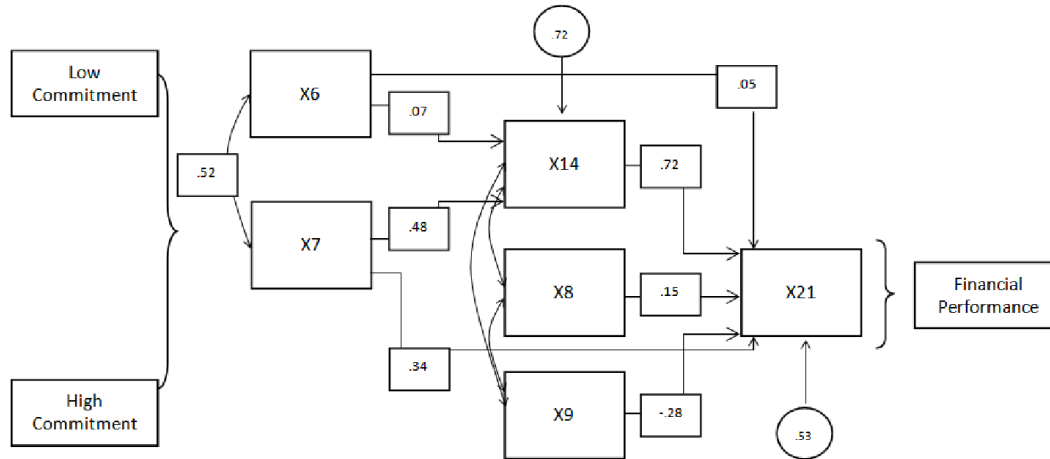 Low
Commitment
X6
.72
.05
.07
X14
.72
.52
X7
.48
X8
.15
X21
Financial
Performance
.34
High
Commitment
X9
-.28
.53